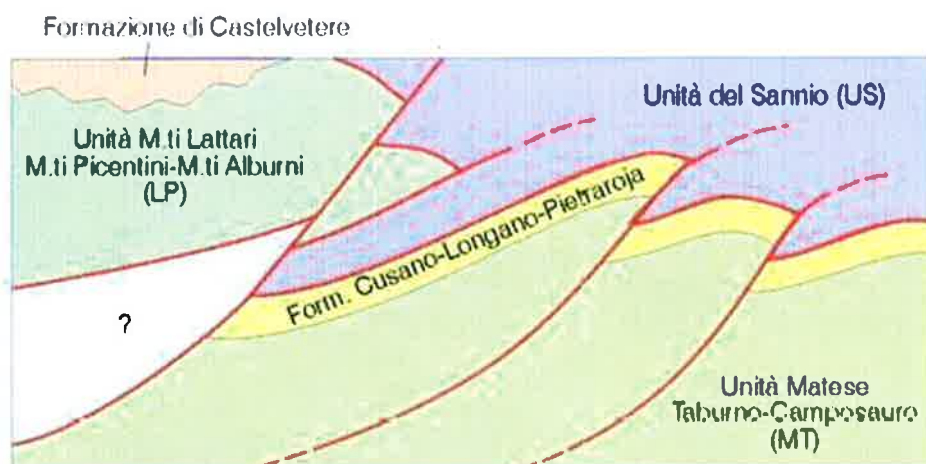 Formazione di Castelvetere
Unità del Sannio (US)
Unità M.ti Lattari
M.ti Picentini-M.ti Alburni
(LP)
Form. Cusano-Longano-Pietraroja
?
Unità Matese
Taburno-Camposauro
(MT)